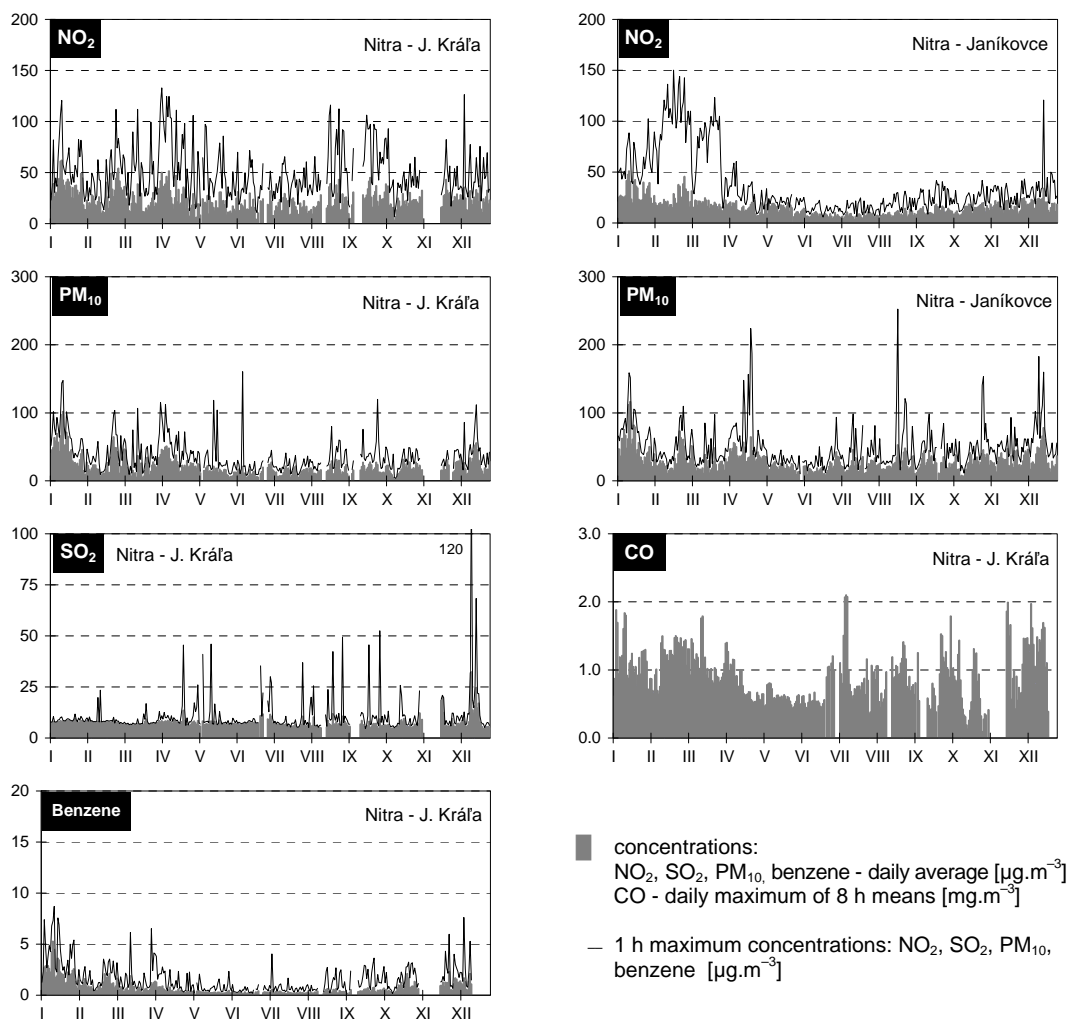 NO₂
Nitra - J. Kráľa
200
150
100
50
0
I II III IV V VI VII VIII IX X XI XII
NO₂
Nitra - Janíkovce
200
150
100
50
0
I II III IV V VI VII VIII IX X XI XII
PM₁₀
Nitra - J. Kráľa
300
200
100
0
I II III IV V VI VII VIII IX X XI XII
PM₁₀
Nitra - Janíkovce
300
200
100
0
I II III IV V VI VII VIII IX X XI XII
SO₂
Nitra - J. Kráľa
120
100
75
50
25
0
I II III IV V VI VII VIII IX X XI XII
CO
Nitra - J. Kráľa
3.0
2.0
1.0
0.0
I II III IV V VI VII VIII IX X XI XII
Benzene
Nitra - J. Kráľa
20
15
10
5
0
I II III IV V VI VII VIII IX X XI XII
concentrations:
NO₂, SO₂, PM₁₀, benzene - daily average [µg.m⁻³]
CO - daily maximum of 8 h means [mg.m⁻³]
1 h maximum concentrations: NO₂, SO₂, PM₁₀,
benzene [µg.m⁻³]